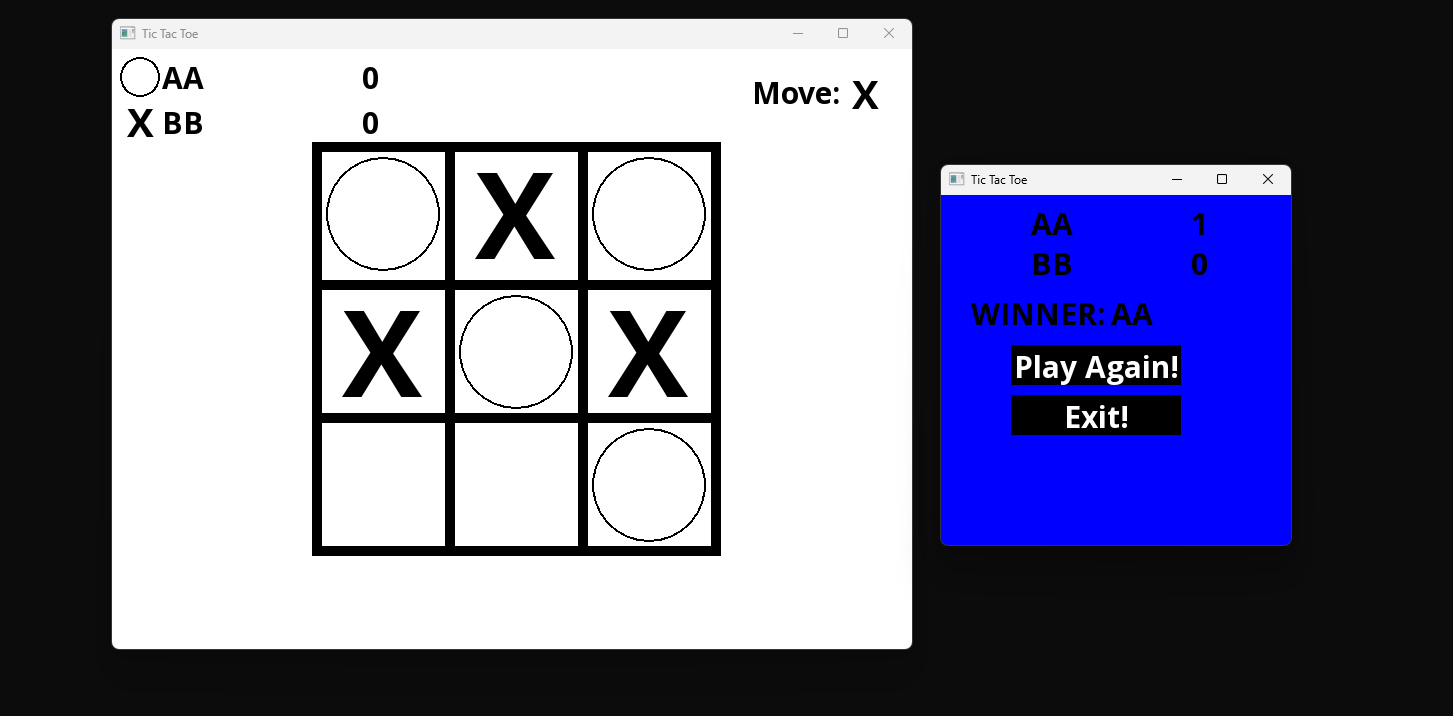 Tic Tac Toe
AA 0
X BB 0
Move: X
X
X X
Tic Tac Toe
AA 1
BB 0
WINNER: AA
Play Again!
Exit!